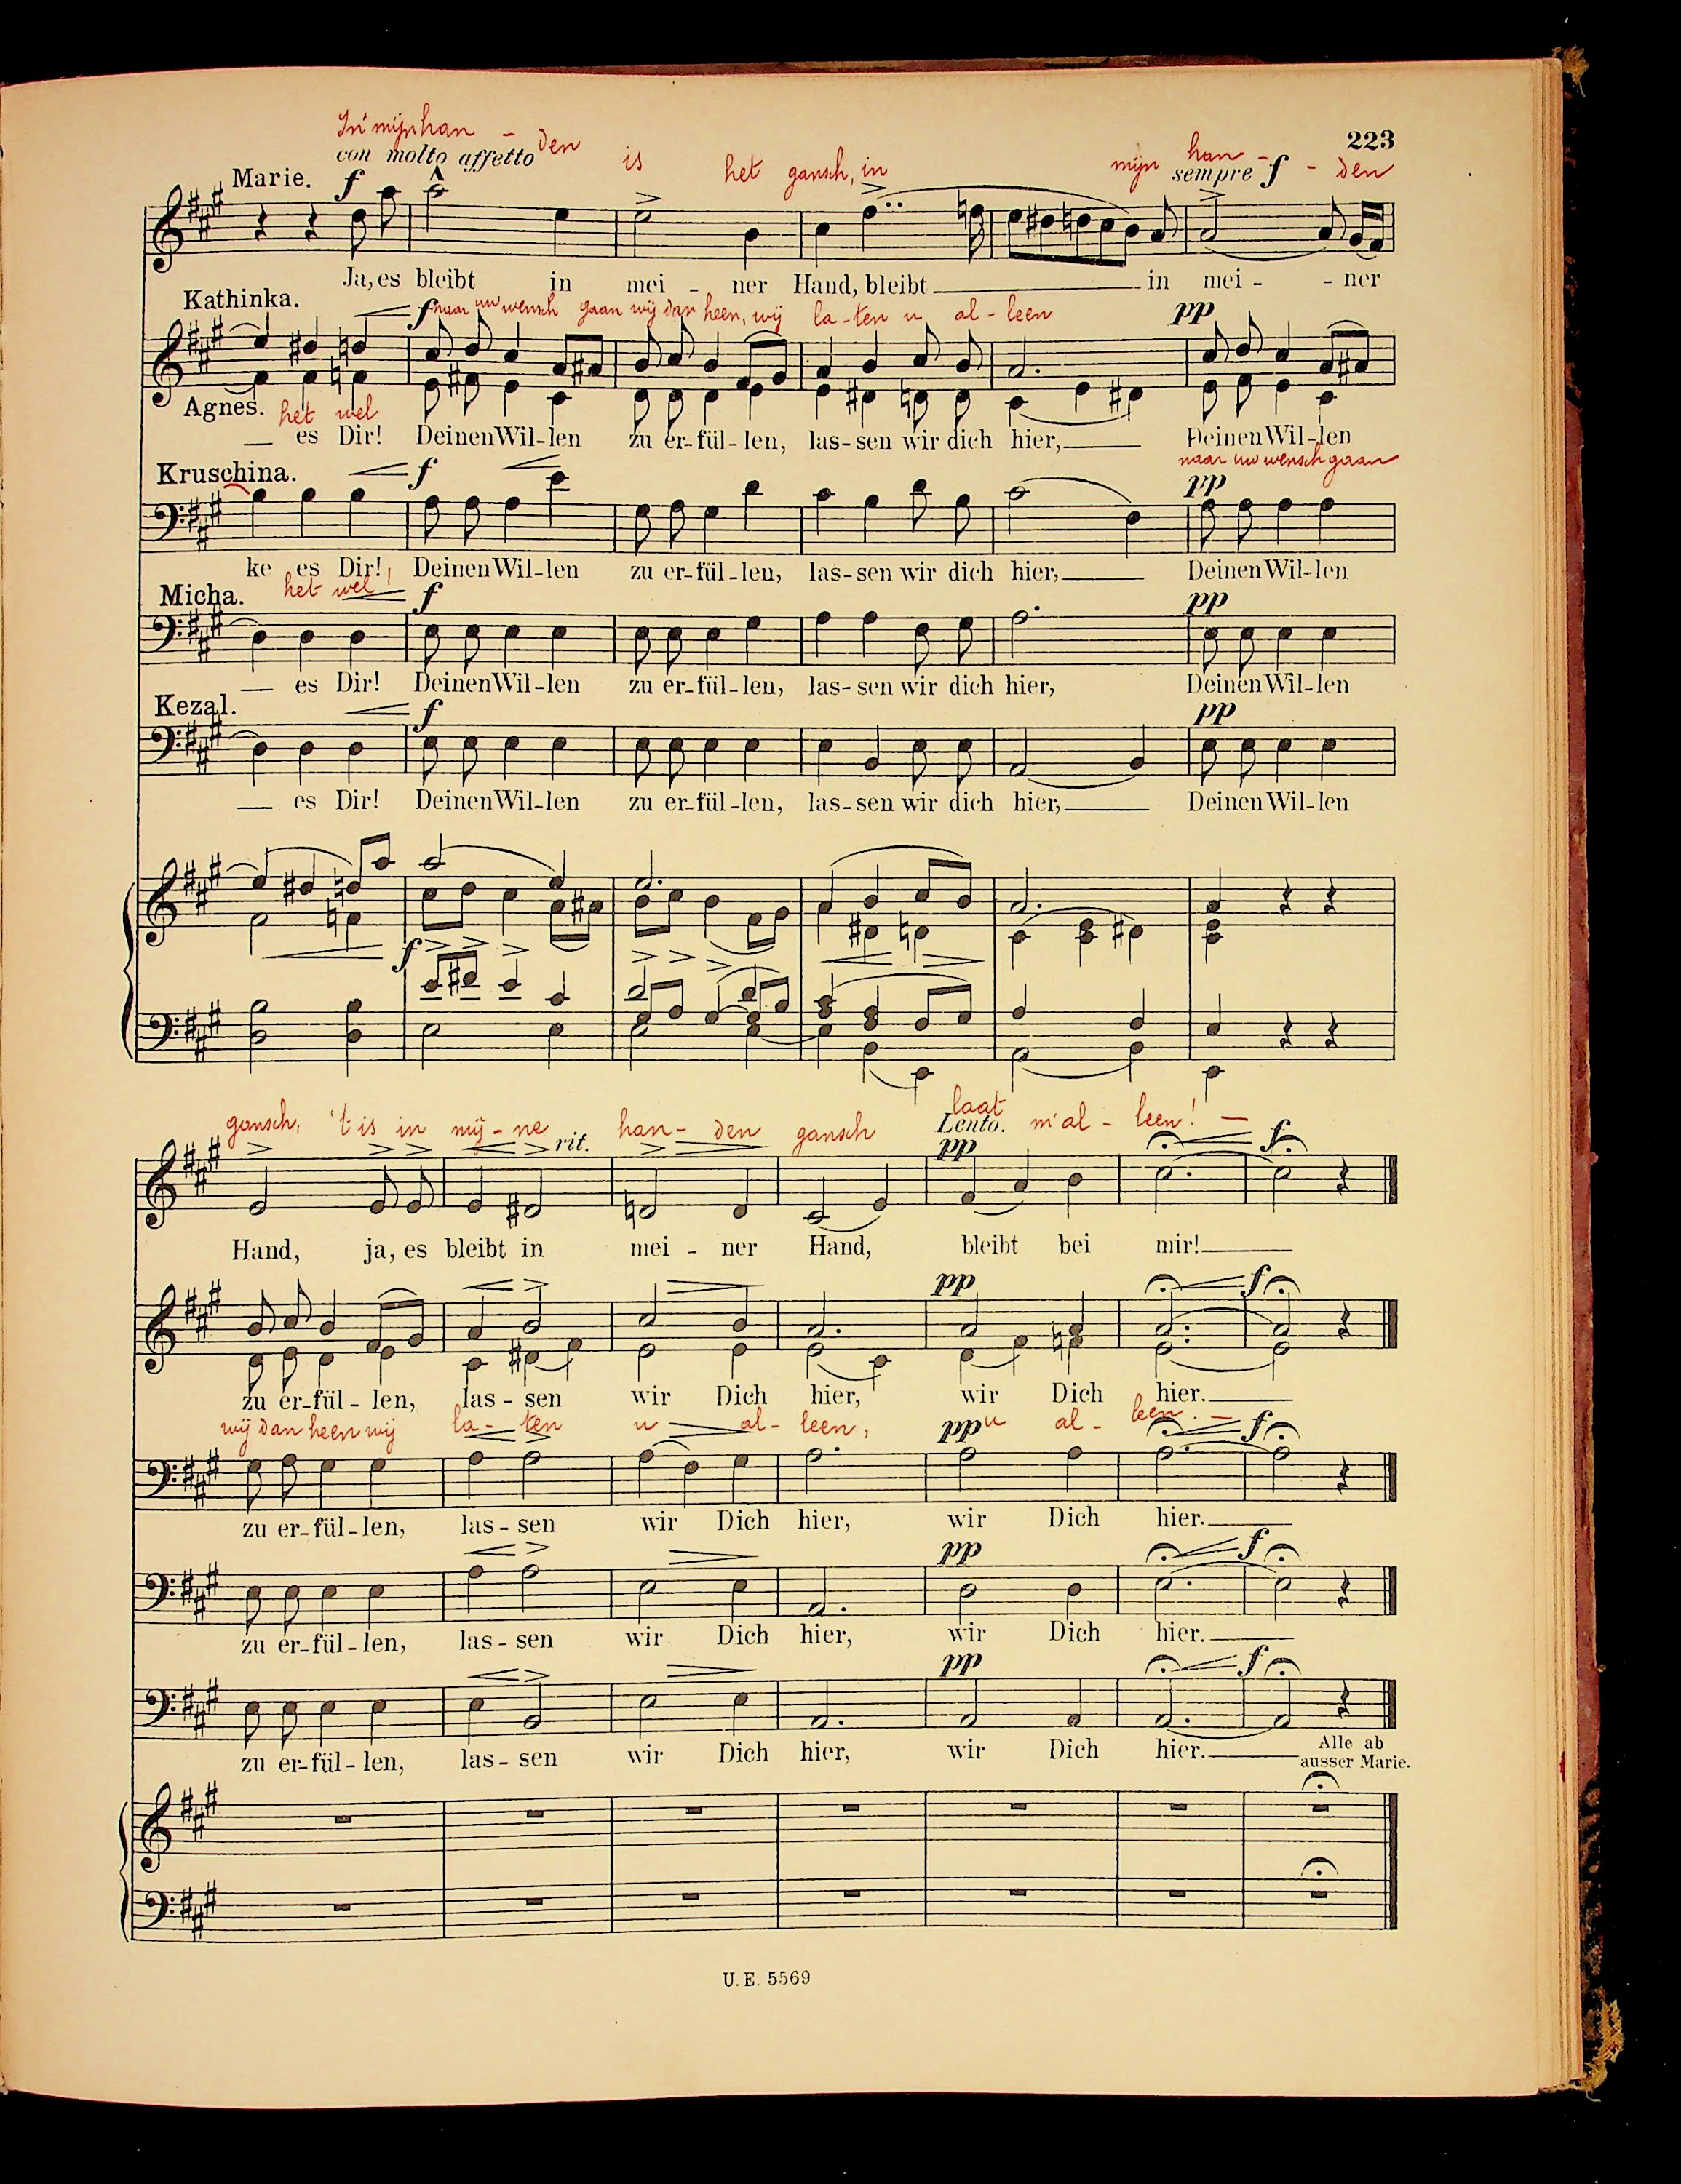 223
In mijn han - den is het gansch, in mijn han - - den
con molto affetto
sempre f
Marie. f
Ja, es bleibt in mei - ner Hand, bleibt in mei - - ner
Kathinka. f naar uw wensch gaan wij dan heen, wij la-ten u al-leen pp
Agnes. het wel
es Dir! Deinen Wil-len zu er-fül-len, las-sen wir dich hier, Deinen Wil-len
naar uw wensch gaan
Kruschina. f pp
ke es Dir! Deinen Wil-len zu er-fül-len, las-sen wir dich hier, Deinen Wil-len
het wel,
Micha. f pp
es Dir! Deinen Wil-len zu er-fül-len, las-sen wir dich hier, Deinen Wil-len
Kezal. f pp
es Dir! Deinen Wil-len zu er-fül-len, las-sen wir dich hier, Deinen Wil-len
f
gansch, 't is in mij-ne han-den gansch laat m'al-leen! -
rit. Lento.
pp f
Hand, ja, es bleibt in mei - ner Hand, bleibt bei mir!
pp f
zu er-fül-len, las-sen wir Dich hier, wir Dich hier.
wij dan heen wij la-ten u al-leen, u al-leen. -
pp f
zu er-fül-len, las-sen wir Dich hier, wir Dich hier.
pp f
zu er-fül-len, las-sen wir Dich hier, wir Dich hier.
pp f
zu er-fül-len, las-sen wir Dich hier, wir Dich hier.
Alle ab
ausser Marie.
U. E. 5569